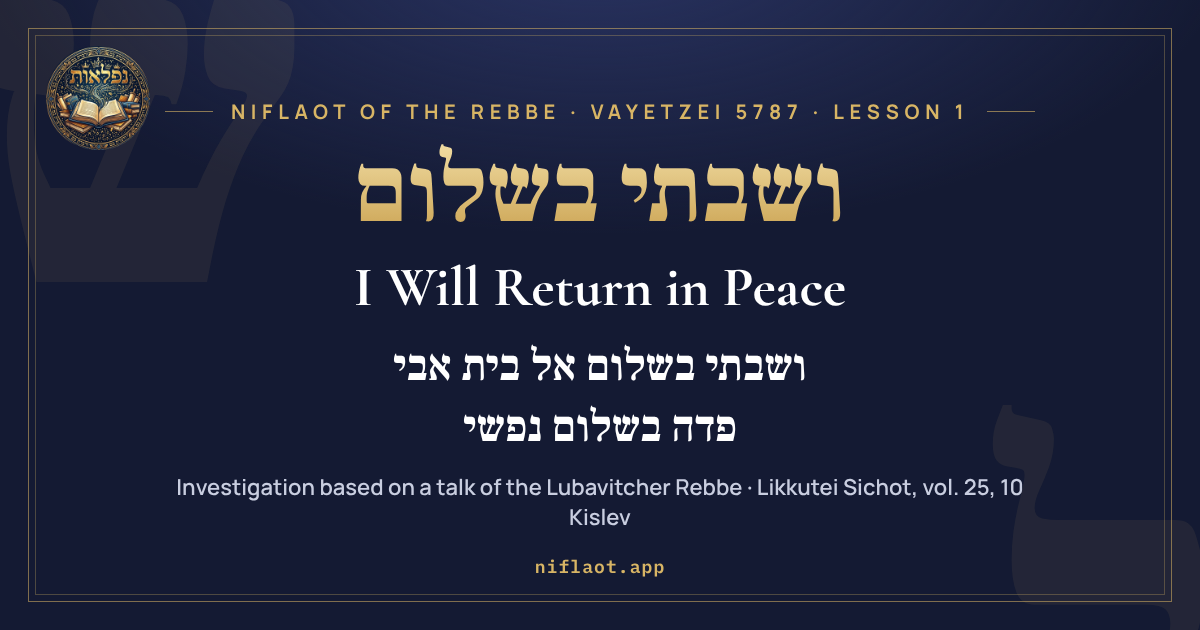 נפלאות
NIFLAOT OF THE REBBE · VAYETZEI 5787 · LESSON 1
ושבתי בשלום
I Will Return in Peace
ושבתי בשלום אל בית אבי
פדה בשלום נפשי
Investigation based on a talk of the Lubavitcher Rebbe · Likkutei Sichot, vol. 25, 10
Kislev
niflaot.app